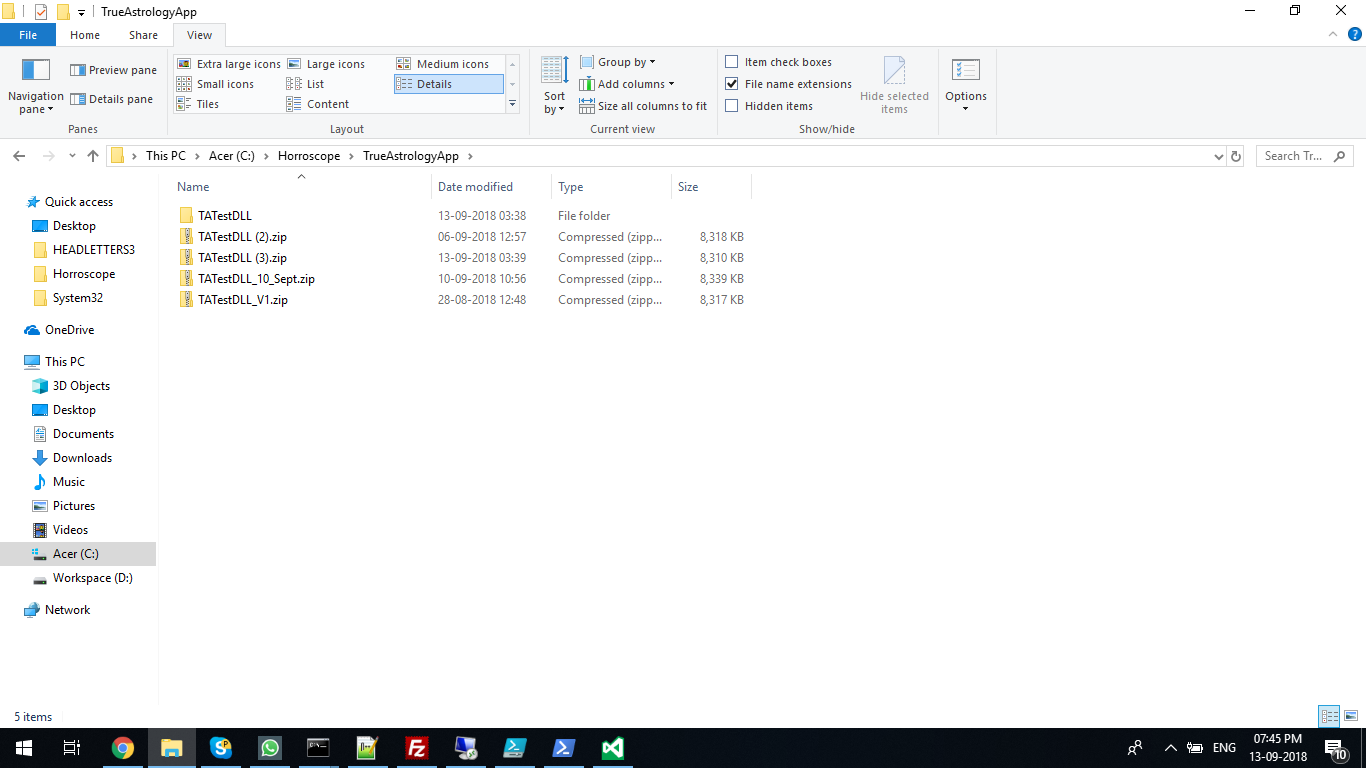 TrueAstrologyApp
File Home Share View
Navigation pane
Preview pane
Details pane
Panes
Extra large icons Large icons Medium icons
Small icons List Details
Tiles Content
Layout
Sort by
Group by
Add columns
Size all columns to fit
Current view
Item check boxes
File name extensions
Hidden items
Hide selected items
Show/hide
Options
This PC Acer (C:) Horroscope TrueAstrologyApp
Search Tr...
Name Date modified Type Size
TATestDLL 13-09-2018 03:38 File folder
TATestDLL (2).zip 06-09-2018 12:57 Compressed (zipp... 8,318 KB
TATestDLL (3).zip 13-09-2018 03:39 Compressed (zipp... 8,310 KB
TATestDLL_10_Sept.zip 10-09-2018 10:56 Compressed (zipp... 8,339 KB
TATestDLL_V1.zip 28-08-2018 12:48 Compressed (zipp... 8,317 KB
Quick access
Desktop
HEADLETTERS3
Horroscope
System32
OneDrive
This PC
3D Objects
Desktop
Documents
Downloads
Music
Pictures
Videos
Acer (C:)
Workspace (D:)
Network
5 items
ENG
07:45 PM
13-09-2018
10